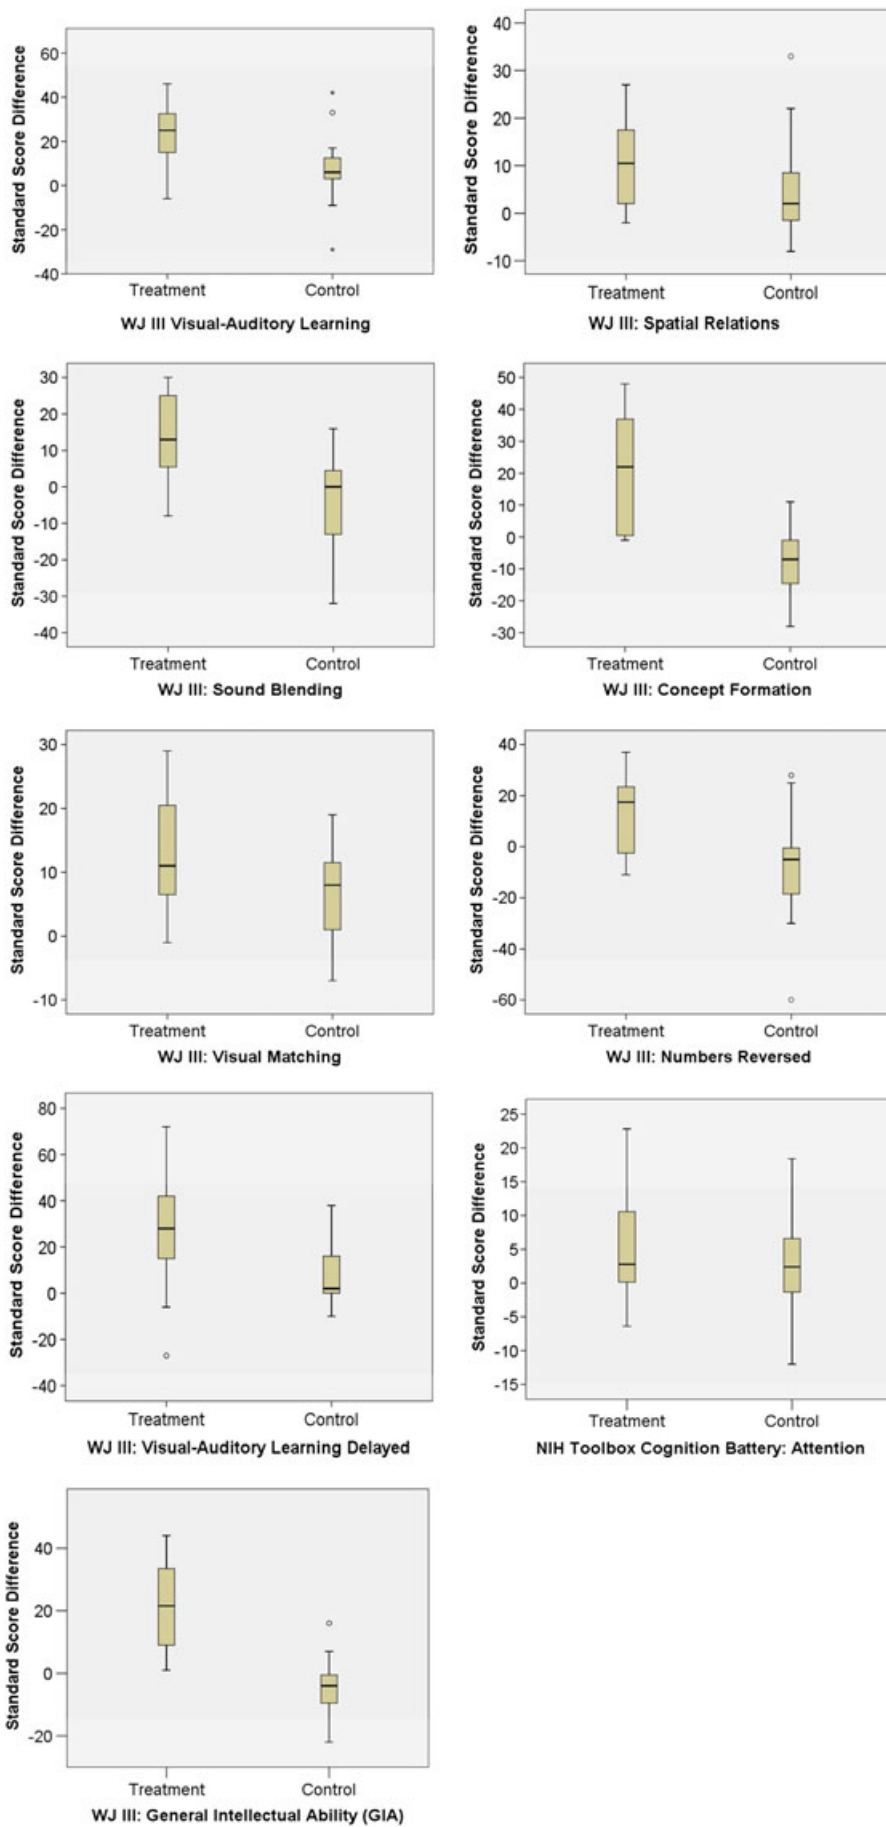 Standard Score Difference
60
40
20
0
-20
-40
Treatment Control
WJ III Visual-Auditory Learning
Standard Score Difference
40
30
20
10
0
-10
Treatment Control
WJ III: Spatial Relations
Standard Score Difference
30
20
10
0
-10
-20
-30
-40
Treatment Control
WJ III: Sound Blending
Standard Score Difference
50
40
30
20
10
0
-10
-20
-30
Treatment Control
WJ III: Concept Formation
Standard Score Difference
30
20
10
0
-10
Treatment Control
WJ III: Visual Matching
Standard Score Difference
40
20
0
-20
-40
-60
Treatment Control
WJ III: Numbers Reversed
Standard Score Difference
80
60
40
20
0
-20
-40
Treatment Control
WJ III: Visual-Auditory Learning Delayed
Standard Score Difference
25
20
15
10
5
0
-5
-10
-15
Treatment Control
NIH Toolbox Cognition Battery: Attention
Standard Score Difference
40
20
0
-20
Treatment Control
WJ III: General Intellectual Ability (GIA)